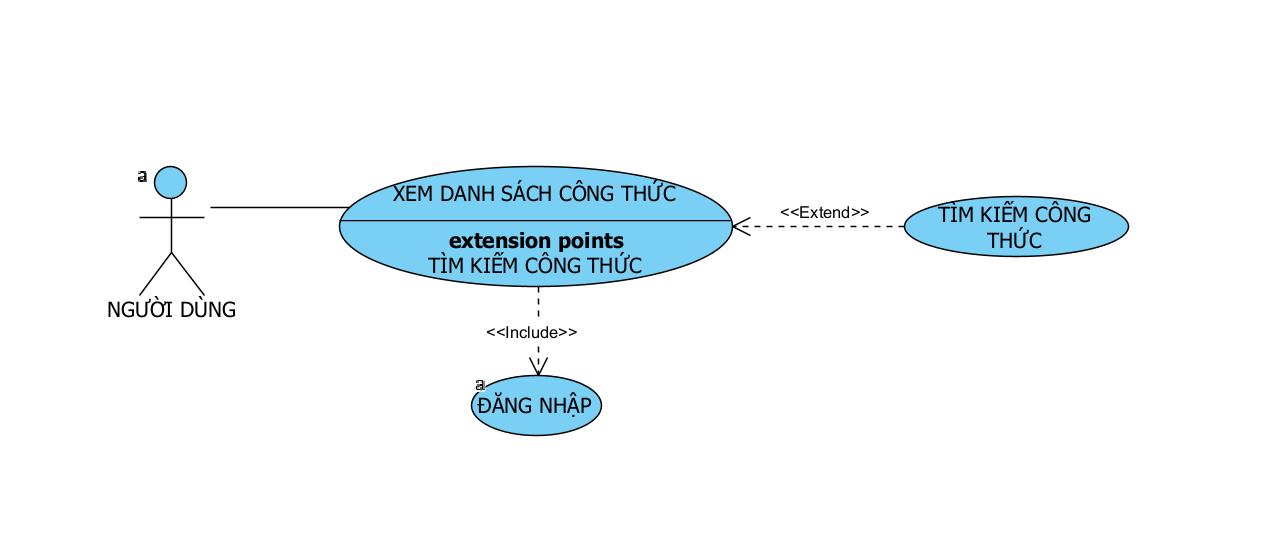 a
XEM DANH SÁCH CÔNG THỨC
extension points
TÌM KIẾM CÔNG THỨC
<<Extend>>
TÌM KIẾM CÔNG
THỨC
NGƯỜI DÙNG
<<Include>>
a
ĐĂNG NHẬP